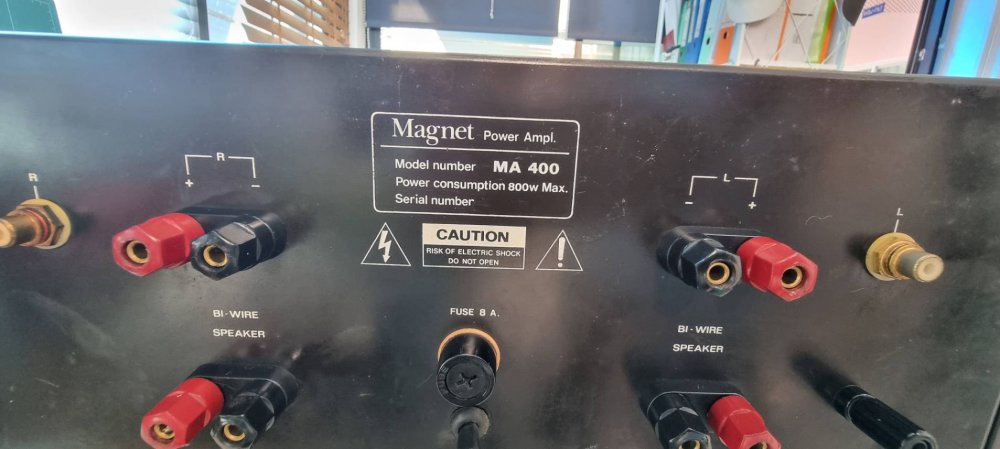 Magnet Power Ampl.
Model number MA 400
Power consumption 800w Max.
Serial number
CAUTION
RISK OF ELECTRIC SHOCK
DO NOT OPEN
R
R
+ −
L
− +
L
FUSE 8 A.
BI-WIRE
SPEAKER
BI-WIRE
SPEAKER